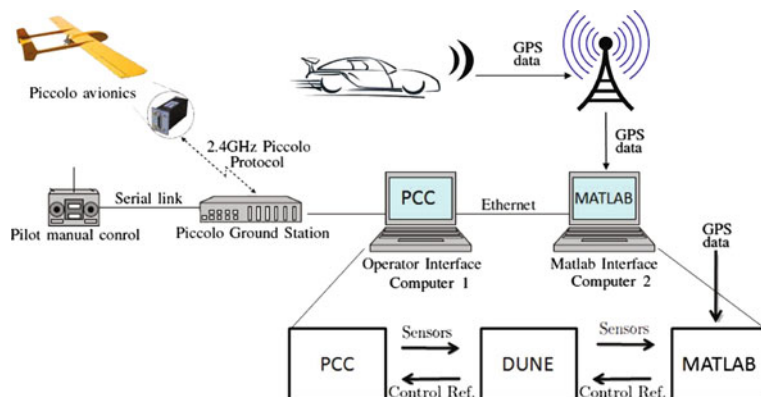 GPS
data
Piccolo avionics
2.4GHz Piccolo
Protocol
GPS
data
Serial link
PCC
Ethernet
MATLAB
Pilot manual conrol
Piccolo Ground Station
Operator Interface
Computer 1
Matlab Interface
Computer 2
GPS
data
PCC
Sensors
Control Ref.
DUNE
Sensors
Control Ref.
MATLAB